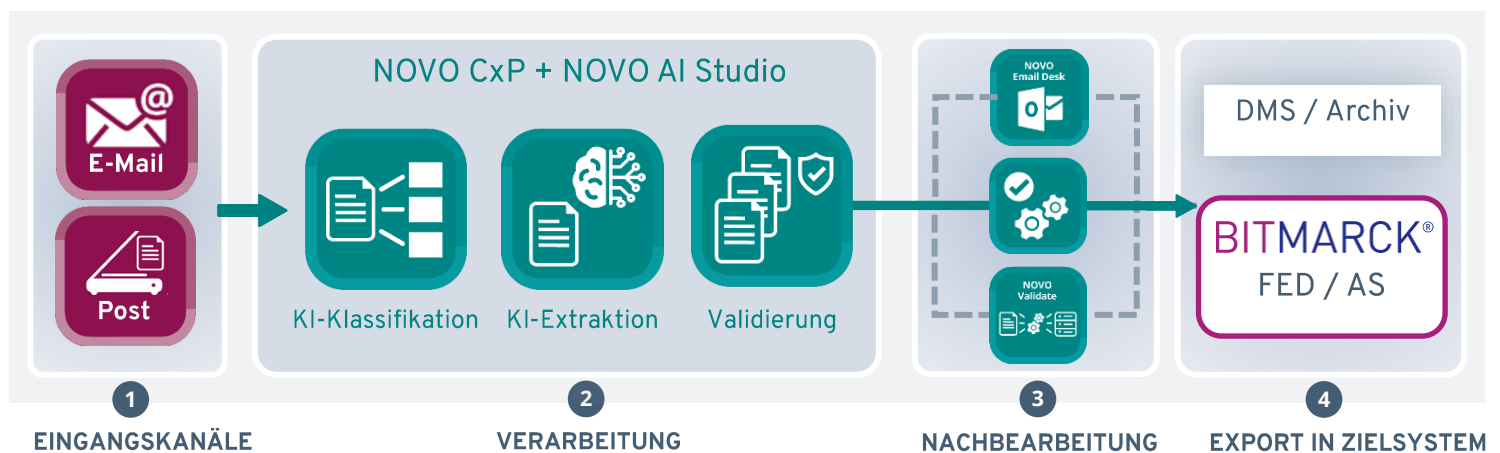 E-Mail
@
Post
1
EINGANGSKANÄLE
NOVO CxP + NOVO AI Studio
KI-Klassifikation
KI-Extraktion
Validierung
2
VERARBEITUNG
NOVO
Email Desk
O
NOVO
Validate
3
NACHBEARBEITUNG
DMS / Archiv
BITMARCK®
FED / AS
4
EXPORT IN ZIELSYSTEM